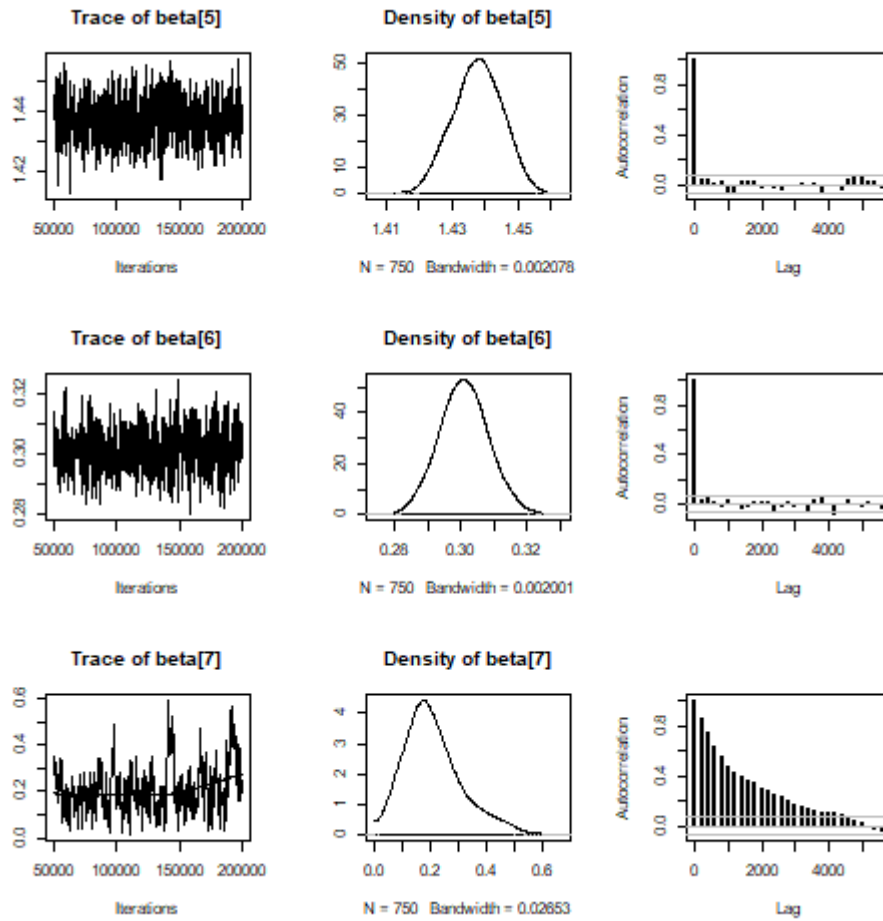 Trace of beta[5]
Density of beta[5]
1.42 1.44
0 10 30 50
Autocorrelation
0.0 0.4 0.8
50000 100000 150000 200000
1.41 1.43 1.45
0 2000 4000
Iterations
N = 750 Bandwidth = 0.002078
Lag
Trace of beta[6]
Density of beta[6]
0.28 0.30 0.32
0 20 40
Autocorrelation
0.0 0.4 0.8
50000 100000 150000 200000
0.28 0.30 0.32
0 2000 4000
Iterations
N = 750 Bandwidth = 0.002001
Lag
Trace of beta[7]
Density of beta[7]
0.0 0.2 0.4 0.6
0 1 2 3 4
Autocorrelation
0.0 0.4 0.8
50000 100000 150000 200000
0.0 0.2 0.4 0.6
0 2000 4000
Iterations
N = 750 Bandwidth = 0.02653
Lag